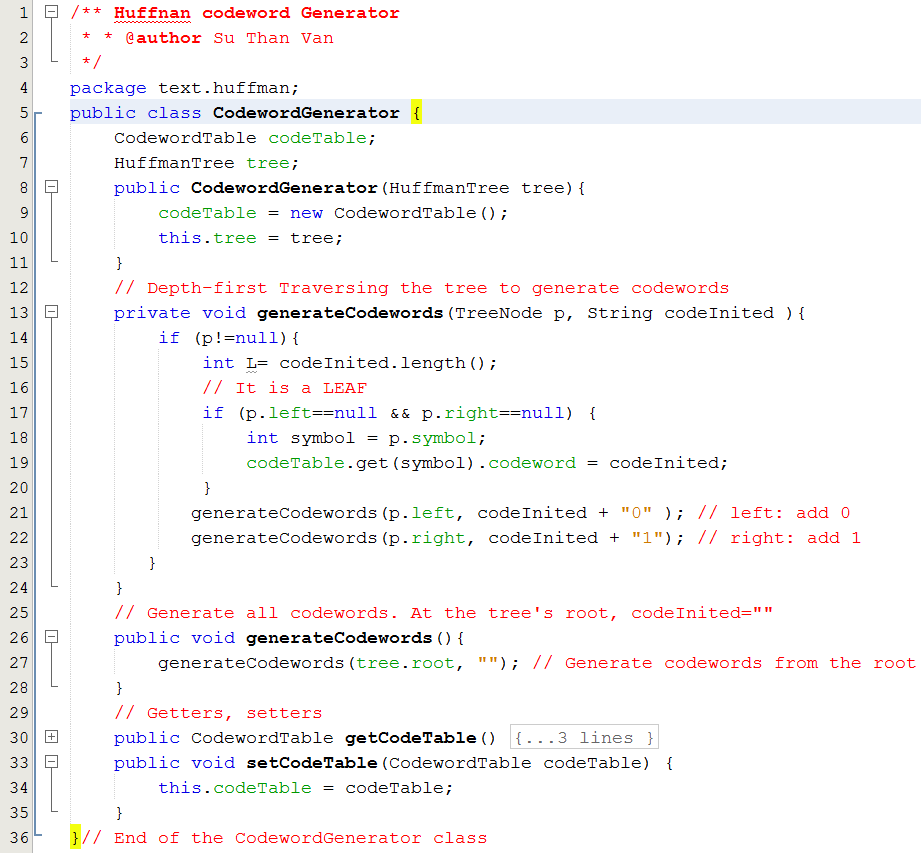 1 /** Huffnan codeword Generator
2 * * @author Su Than Van
3 */
4 package text.huffman;
5 public class CodewordGenerator {
6 CodewordTable codeTable;
7 HuffmanTree tree;
8 public CodewordGenerator(HuffmanTree tree){
9 codeTable = new CodewordTable();
10 this.tree = tree;
11 }
12 // Depth-first Traversing the tree to generate codewords
13 private void generateCodewords(TreeNode p, String codeInited ){
14 if (p!=null){
15 int L= codeInited.length();
16 // It is a LEAF
17 if (p.left==null && p.right==null) {
18 int symbol = p.symbol;
19 codeTable.get(symbol).codeword = codeInited;
20 }
21 generateCodewords(p.left, codeInited + "0" ); // left: add 0
22 generateCodewords(p.right, codeInited + "1"); // right: add 1
23 }
24 }
25 // Generate all codewords. At the tree's root, codeInited=""
26 public void generateCodewords(){
27 generateCodewords(tree.root, ""); // Generate codewords from the root
28 }
29 // Getters, setters
30 public CodewordTable getCodeTable() {...3 lines }
33 public void setCodeTable(CodewordTable codeTable) {
34 this.codeTable = codeTable;
35 }
36 }// End of the CodewordGenerator class